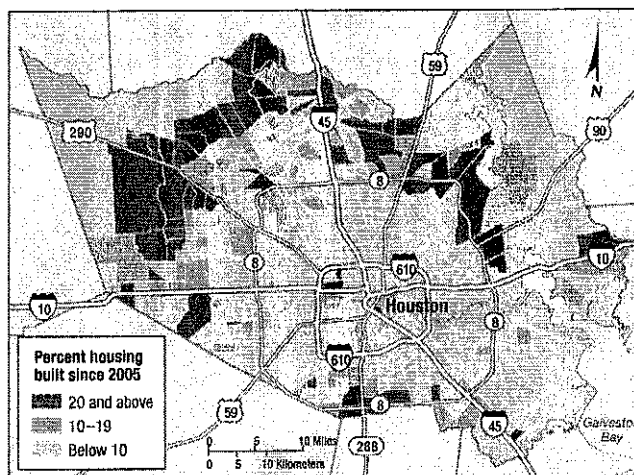 59
N
45
290
90
8
8
610
10
10
Houston
8
610
Percent housing
built since 2005
20 and above
10–19
Below 10
59
8
45
Galveston
Bay
288
0 5 10 Miles
0 5 10 Kilometers